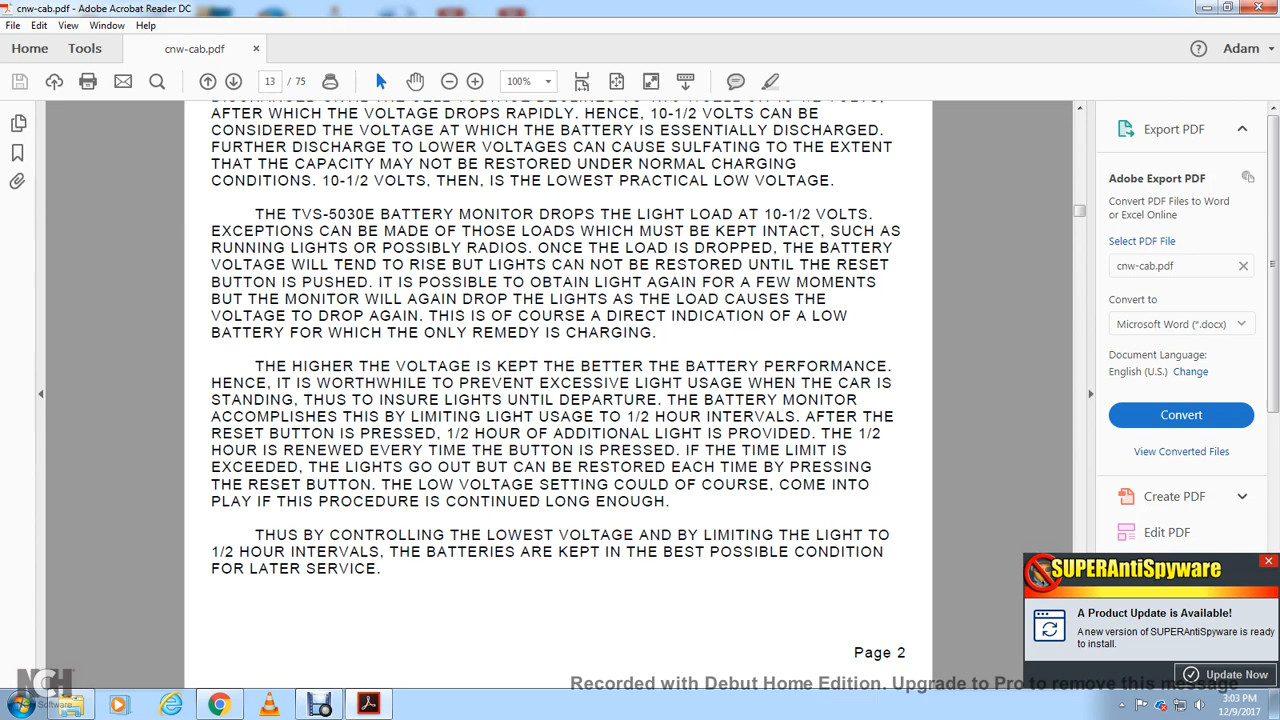 cnw-cab.pdf - Adobe Acrobat Reader DC
File Edit View Window Help
Home Tools cnw-cab.pdf × ? Adam
13 / 75 100%
AFTER WHICH THE VOLTAGE DROPS RAPIDLY. HENCE, 10-1/2 VOLTS CAN BE
CONSIDERED THE VOLTAGE AT WHICH THE BATTERY IS ESSENTIALLY DISCHARGED.
FURTHER DISCHARGE TO LOWER VOLTAGES CAN CAUSE SULFATING TO THE EXTENT
THAT THE CAPACITY MAY NOT BE RESTORED UNDER NORMAL CHARGING
CONDITIONS. 10-1/2 VOLTS, THEN, IS THE LOWEST PRACTICAL LOW VOLTAGE.
THE TVS-5030E BATTERY MONITOR DROPS THE LIGHT LOAD AT 10-1/2 VOLTS.
EXCEPTIONS CAN BE MADE OF THOSE LOADS WHICH MUST BE KEPT INTACT, SUCH AS
RUNNING LIGHTS OR POSSIBLY RADIOS. ONCE THE LOAD IS DROPPED, THE BATTERY
VOLTAGE WILL TEND TO RISE BUT LIGHTS CAN NOT BE RESTORED UNTIL THE RESET
BUTTON IS PUSHED. IT IS POSSIBLE TO OBTAIN LIGHT AGAIN FOR A FEW MOMENTS
BUT THE MONITOR WILL AGAIN DROP THE LIGHTS AS THE LOAD CAUSES THE
VOLTAGE TO DROP AGAIN. THIS IS OF COURSE A DIRECT INDICATION OF A LOW
BATTERY FOR WHICH THE ONLY REMEDY IS CHARGING.
THE HIGHER THE VOLTAGE IS KEPT THE BETTER THE BATTERY PERFORMANCE.
HENCE, IT IS WORTHWHILE TO PREVENT EXCESSIVE LIGHT USAGE WHEN THE CAR IS
STANDING, THUS TO INSURE LIGHTS UNTIL DEPARTURE. THE BATTERY MONITOR
ACCOMPLISHES THIS BY LIMITING LIGHT USAGE TO 1/2 HOUR INTERVALS. AFTER THE
RESET BUTTON IS PRESSED, 1/2 HOUR OF ADDITIONAL LIGHT IS PROVIDED. THE 1/2
HOUR IS RENEWED EVERY TIME THE BUTTON IS PRESSED. IF THE TIME LIMIT IS
EXCEEDED, THE LIGHTS GO OUT BUT CAN BE RESTORED EACH TIME BY PRESSING
THE RESET BUTTON. THE LOW VOLTAGE SETTING COULD OF COURSE, COME INTO
PLAY IF THIS PROCEDURE IS CONTINUED LONG ENOUGH.
THUS BY CONTROLLING THE LOWEST VOLTAGE AND BY LIMITING THE LIGHT TO
1/2 HOUR INTERVALS, THE BATTERIES ARE KEPT IN THE BEST POSSIBLE CONDITION
FOR LATER SERVICE.
Page 2
Export PDF
Adobe Export PDF
Convert PDF Files to Word
or Excel Online
Select PDF File
cnw-cab.pdf
Convert to
Microsoft Word (*.docx)
Document Language:
English (U.S.) Change
Convert
View Converted Files
Create PDF
Edit PDF
SUPERAntiSpyware
A Product Update is Available!
A new version of SUPERAntiSpyware is ready
to install.
Update Now
NCH
Software
Recorded with Debut Home Edition. Upgrade to Pro to remove this message
3:03 PM
12/9/2017